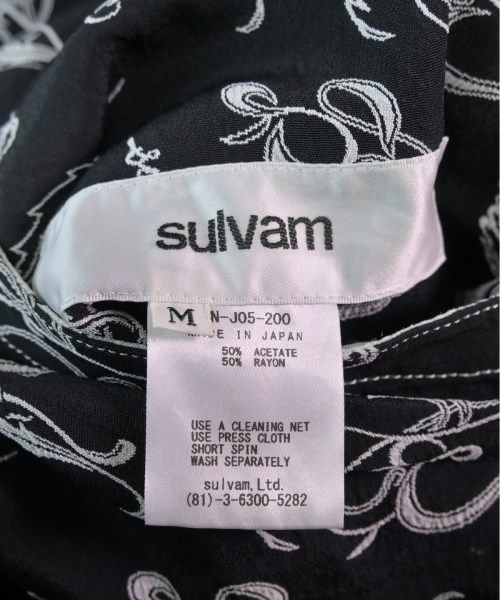 sulvam
M
N-J05-200
MADE IN JAPAN
50% ACETATE
50% RAYON
USE A CLEANING NET
USE PRESS CLOTH
SHORT SPIN
WASH SEPARATELY
sulvam,Ltd.
(81)-3-6300-5282